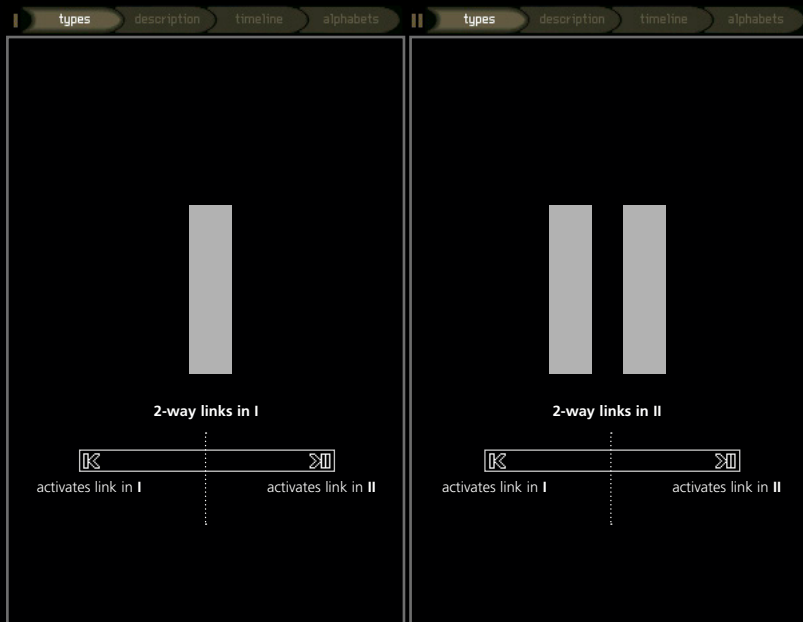 I types description timeline alphabets
II types description timeline alphabets
2-way links in I
activates link in I
activates link in II
2-way links in II
activates link in I
activates link in II